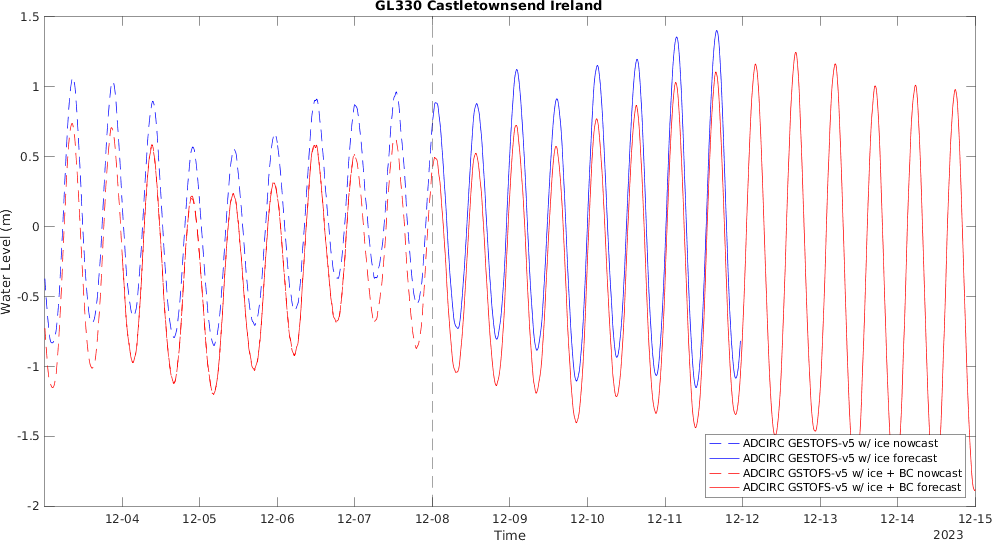 GL330 Castletownsend Ireland
1.5
1
0.5
0
-0.5
-1
-1.5
-2
Water Level (m)
ADCIRC GESTOFS-v5 w/ ice nowcast
ADCIRC GESTOFS-v5 w/ ice forecast
ADCIRC GSTOFS-v5 w/ ice + BC nowcast
ADCIRC GSTOFS-v5 w/ ice + BC forecast
12-04 12-05 12-06 12-07 12-08 12-09 12-10 12-11 12-12 12-13 12-14 12-15
Time
2023